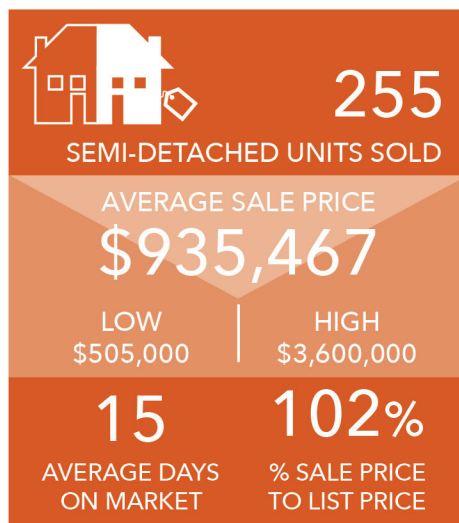 255
SEMI-DETACHED UNITS SOLD
AVERAGE SALE PRICE
$935,467
LOW
$505,000
HIGH
$3,600,000
15
AVERAGE DAYS
ON MARKET
102%
% SALE PRICE
TO LIST PRICE